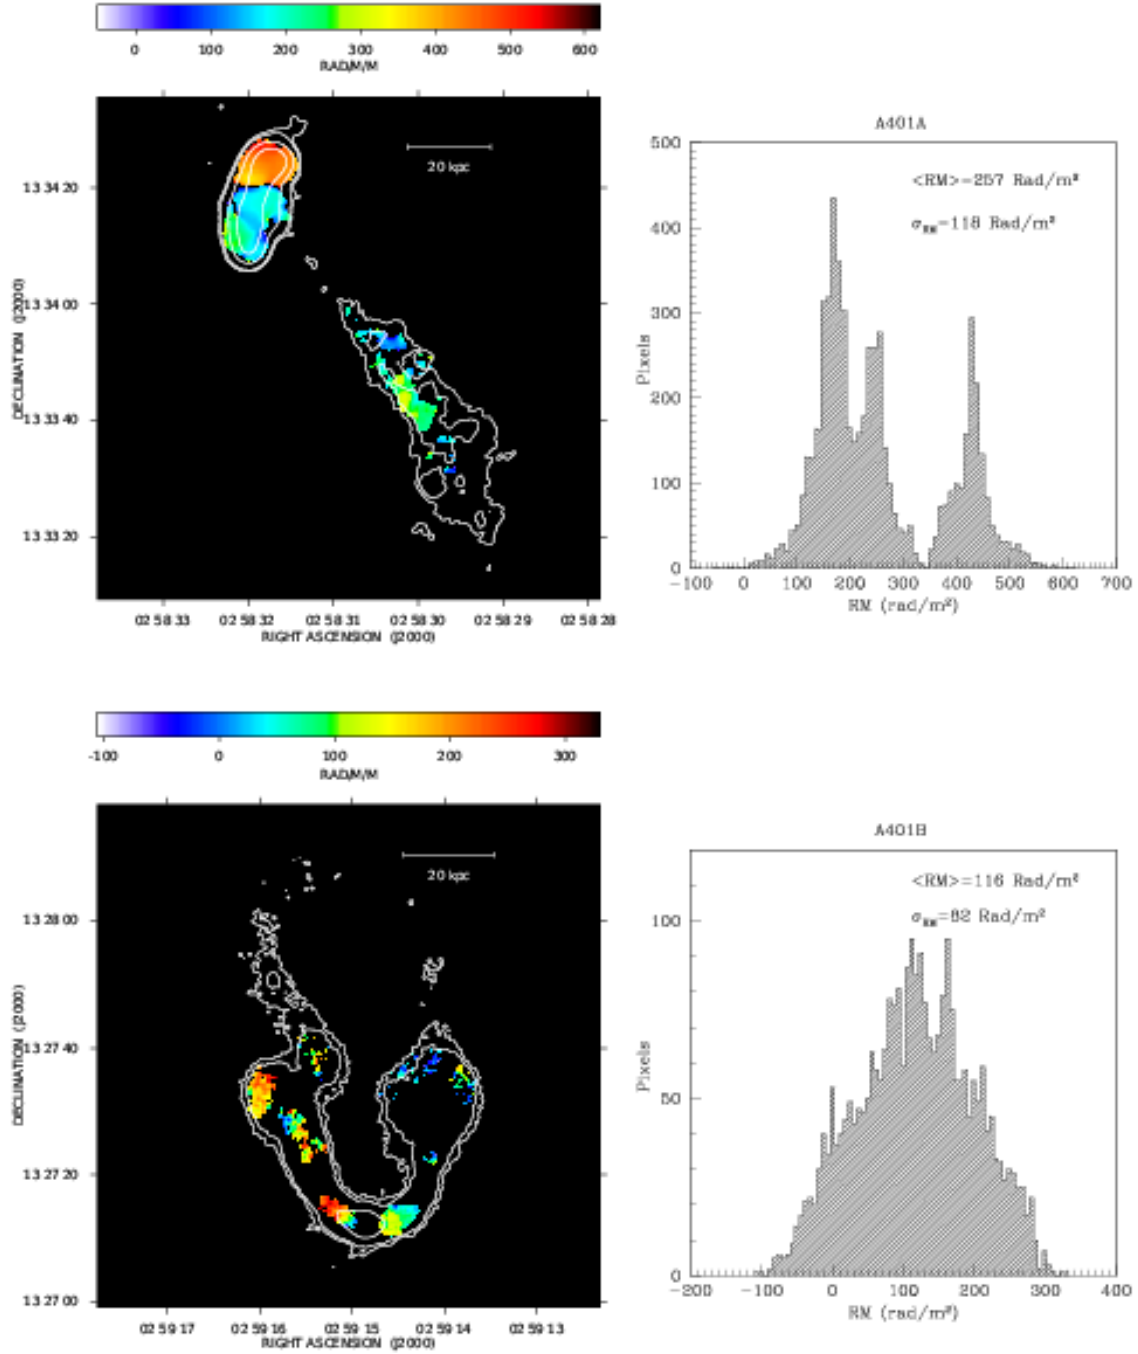 0 100 200 300 400 500 600
RAD/M/M
20 kpc
13 34 20
13 34 00
13 33 40
13 33 20
DECLINATION (J2000)
02 58 33 02 58 32 02 58 31 02 58 30 02 58 29 02 58 28
RIGHT ASCENSION (J2000)
A401A
<RM>=257 Rad/m²
σRM=118 Rad/m²
500
400
300
200
100
0
Pixels
-100 0 100 200 300 400 500 600 700
RM (rad/m²)
-100 0 100 200 300
RAD/M/M
20 kpc
13 28 00
13 27 40
13 27 20
13 27 00
DECLINATION (J2000)
02 59 17 02 59 16 02 59 15 02 59 14 02 59 13
RIGHT ASCENSION (J2000)
A401B
<RM>=116 Rad/m²
σRM=82 Rad/m²
100
50
0
Pixels
-200 -100 0 100 200 300 400
RM (rad/m²)